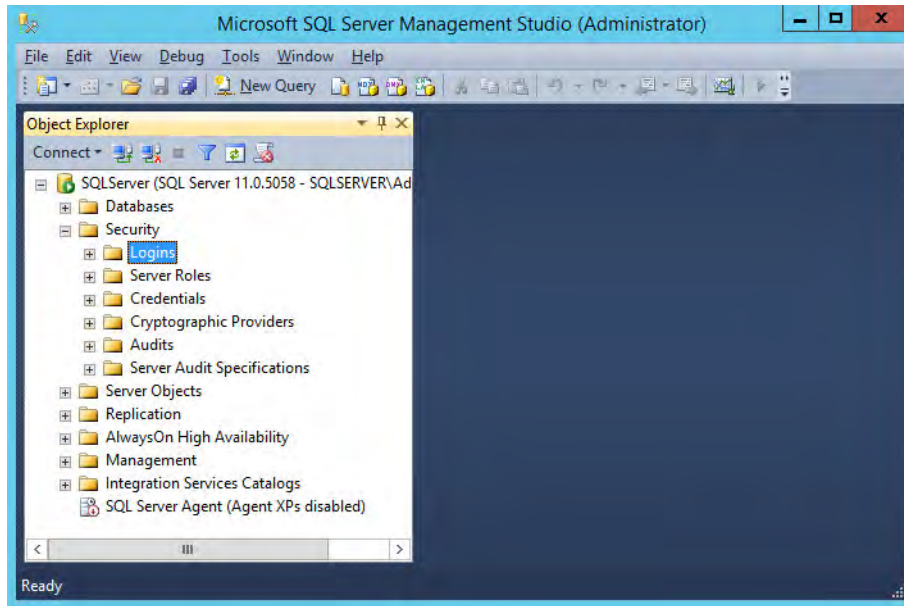 Microsoft SQL Server Management Studio (Administrator)
File Edit View Debug Tools Window Help
New Query
Object Explorer
Connect
SQLServer (SQL Server 11.0.5058 - SQLSERVER\Ad
Databases
Security
Logins
Server Roles
Credentials
Cryptographic Providers
Audits
Server Audit Specifications
Server Objects
Replication
AlwaysOn High Availability
Management
Integration Services Catalogs
SQL Server Agent (Agent XPs disabled)
Ready